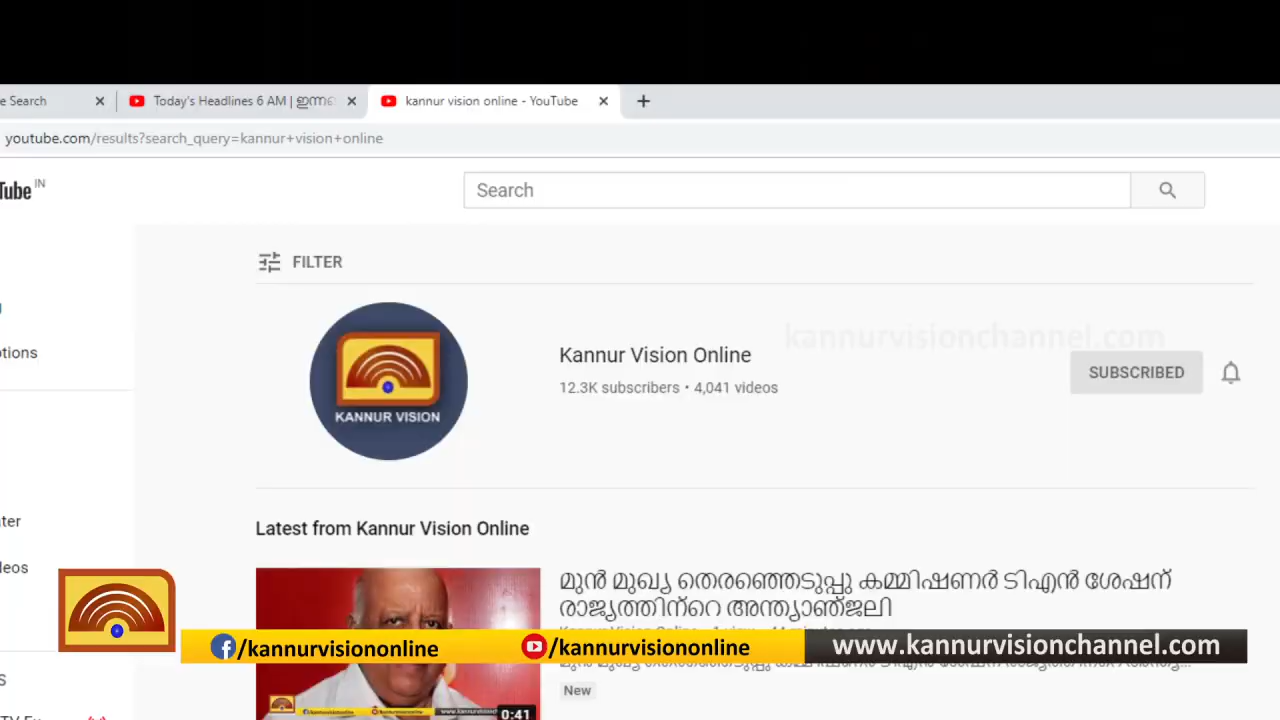 e Search
Today's Headlines 6 AM | ഇന്നഴെ
kannur vision online - YouTube
youtube.com/results?search_query=kannur+vision+online
Tube IN
Search
FILTER
kannurvisionchannel.com
Kannur Vision Online
12.3K subscribers • 4,041 videos
SUBSCRIBED
KANNUR VISION
ptions
Latest from Kannur Vision Online
ater
eos
മുൻ മുഖ്യ തെരഞ്ഞെടുപ്പു കമ്മിഷണർ ടിഎൻ ശേഷന്
രാജ്യത്തിന്റെ അന്ത്യാഞ്ജലി
/kannurvisiononline
/kannurvisiononline
www.kannurvisionchannel.com
S
New
0:41